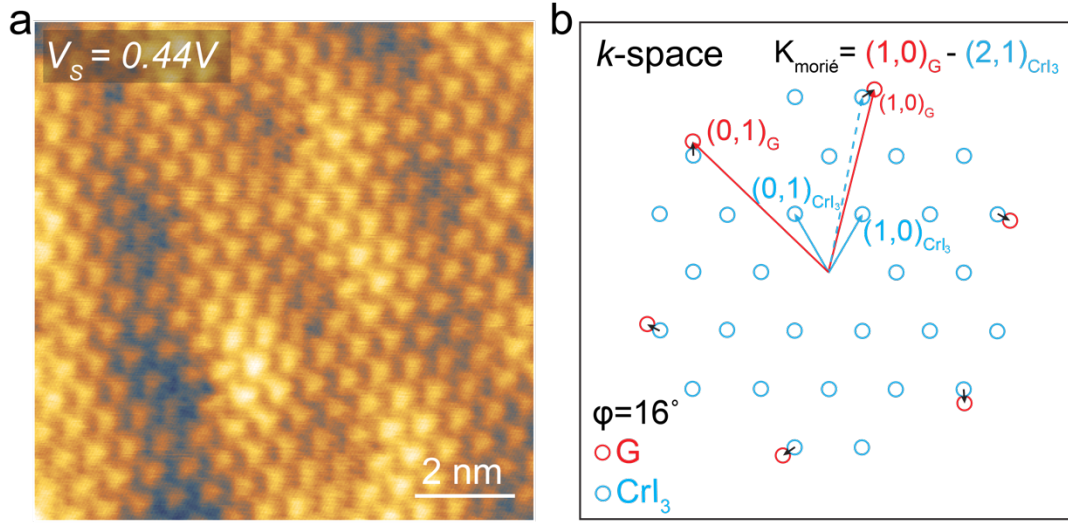 a
V_S = 0.44V
2 nm
b
k-space
K_morié = (1,0)_G - (2,1)_CrI₃
(1,0)_G
(0,1)_G
(0,1)_CrI₃
(1,0)_CrI₃
φ=16°
G
CrI₃